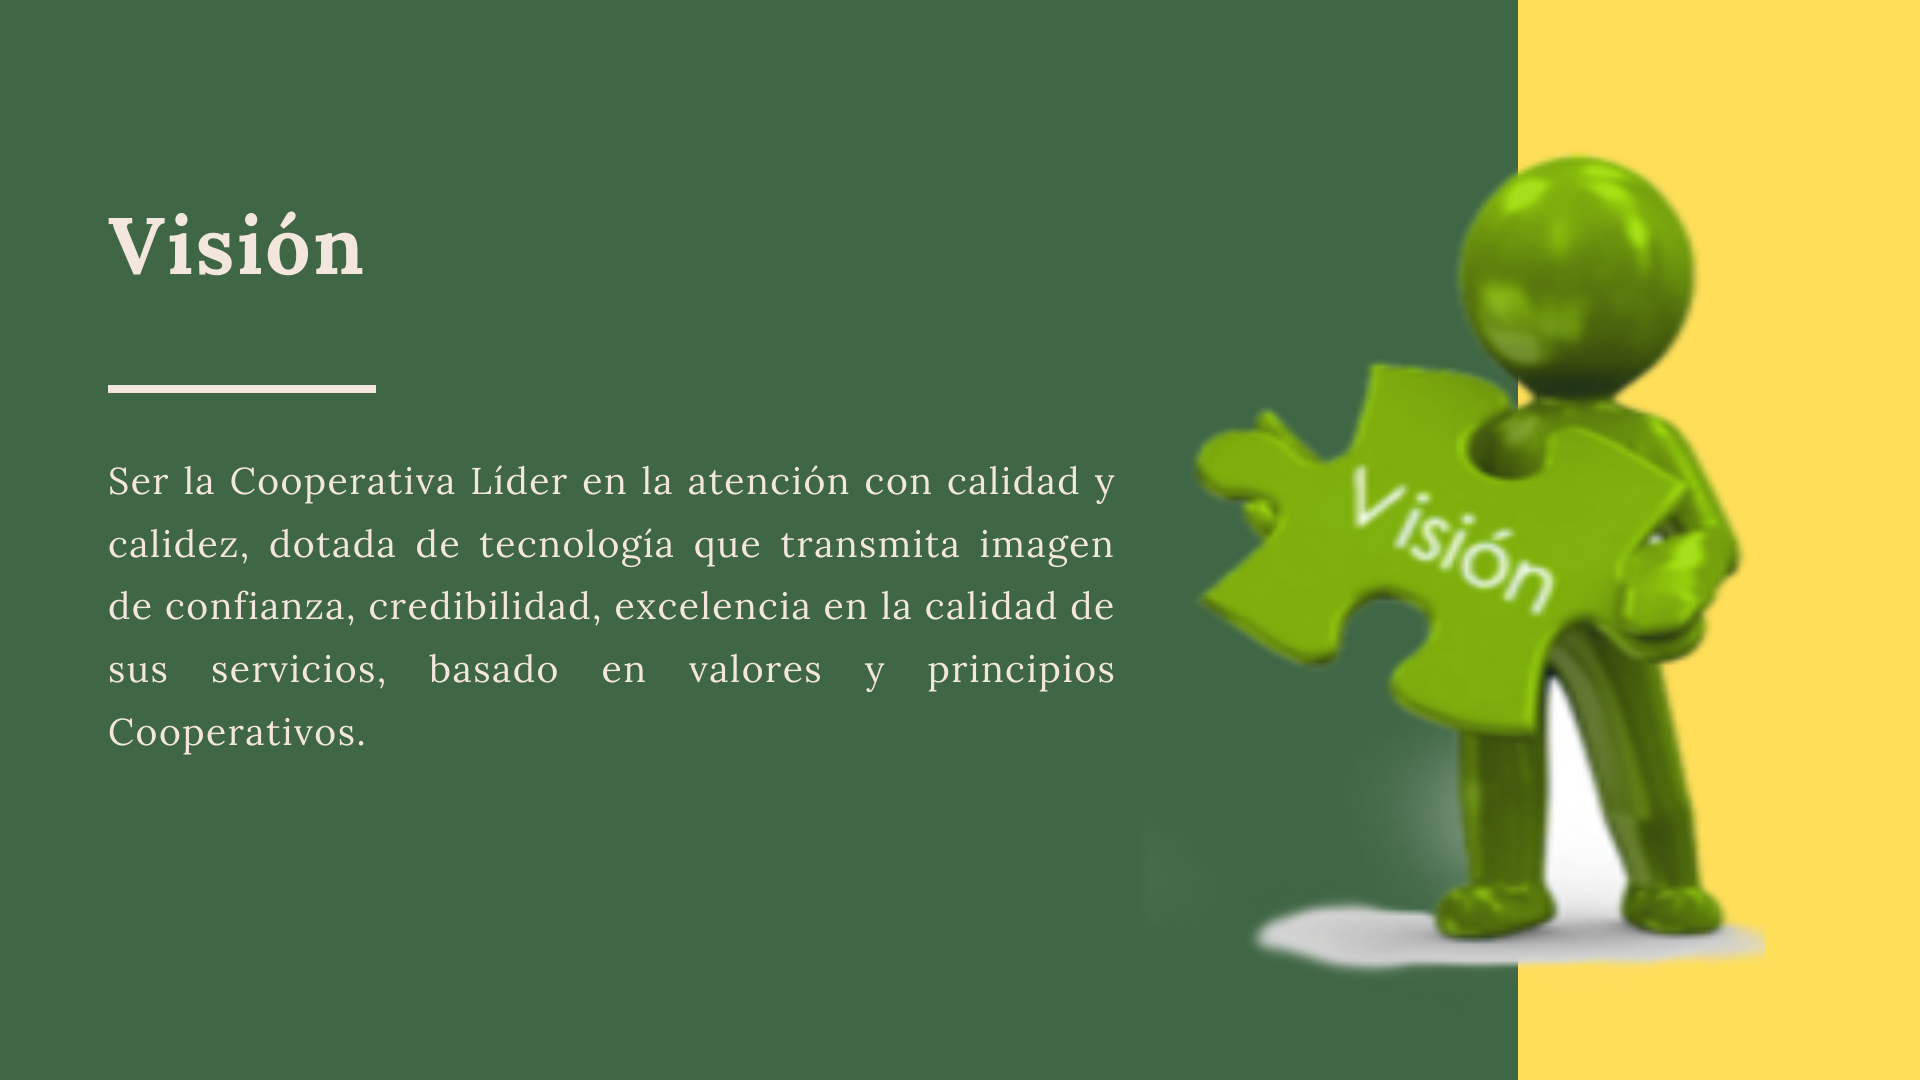 Visión
Ser la Cooperativa Líder en la atención con calidad y
calidez, dotada de tecnología que transmita imagen
de confianza, credibilidad, excelencia en la calidad de
sus servicios, basado en valores y principios
Cooperativos.
Visión